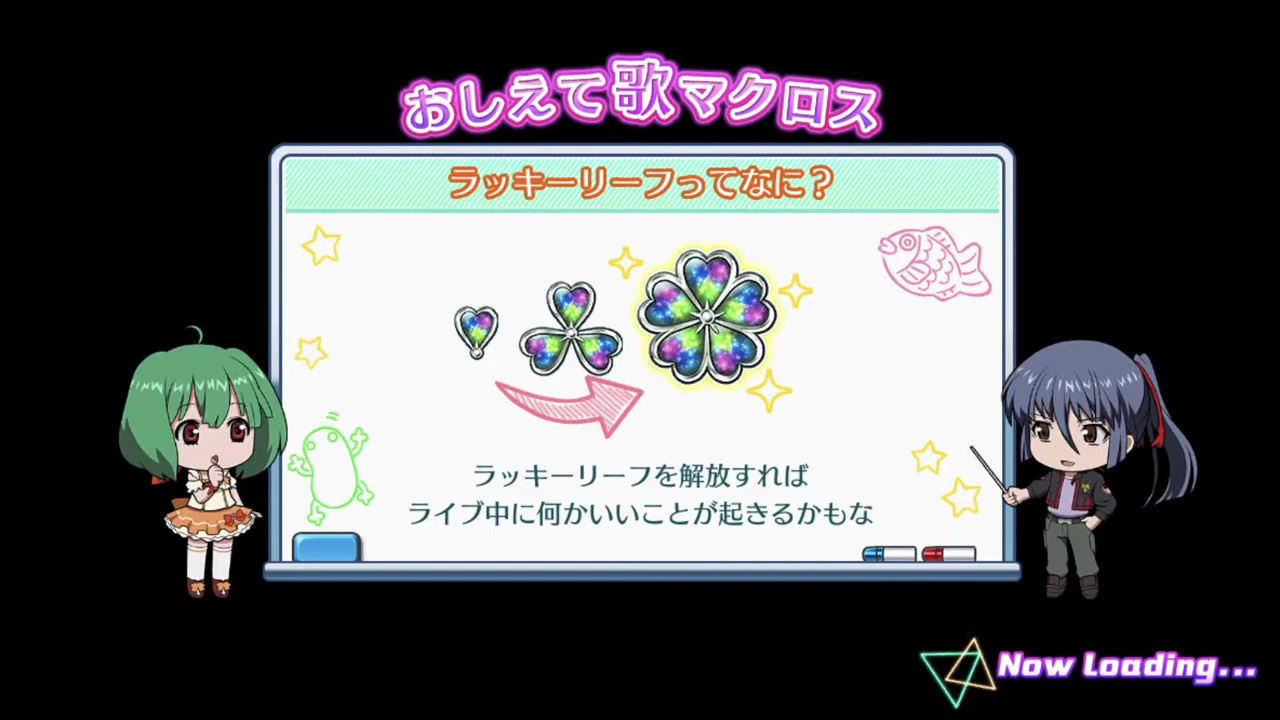 おしえて歌マクロス
ラッキーリーフってなに？
ラッキーリーフを解放すれば
ライブ中に何かいいことが起きるかもな
Now Loading...